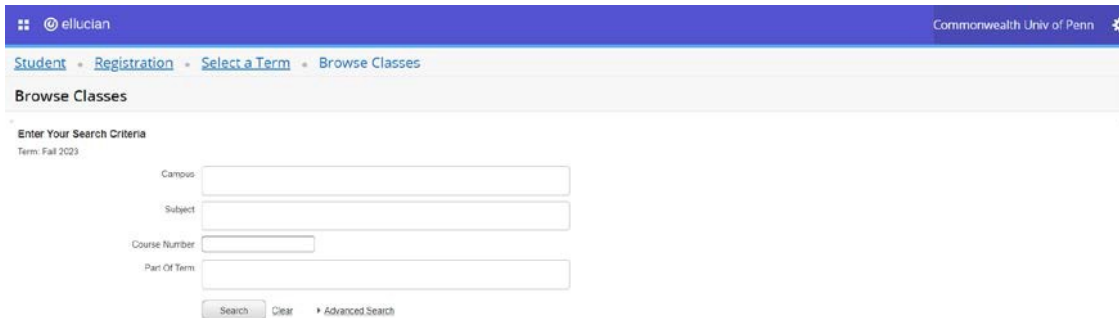 ellucian Commonwealth Univ of Penn
Student • Registration • Select a Term • Browse Classes
Browse Classes
Enter Your Search Criteria
Term: Fall 2023
Campus
Subject
Course Number
Part Of Term
Search Clear Advanced Search